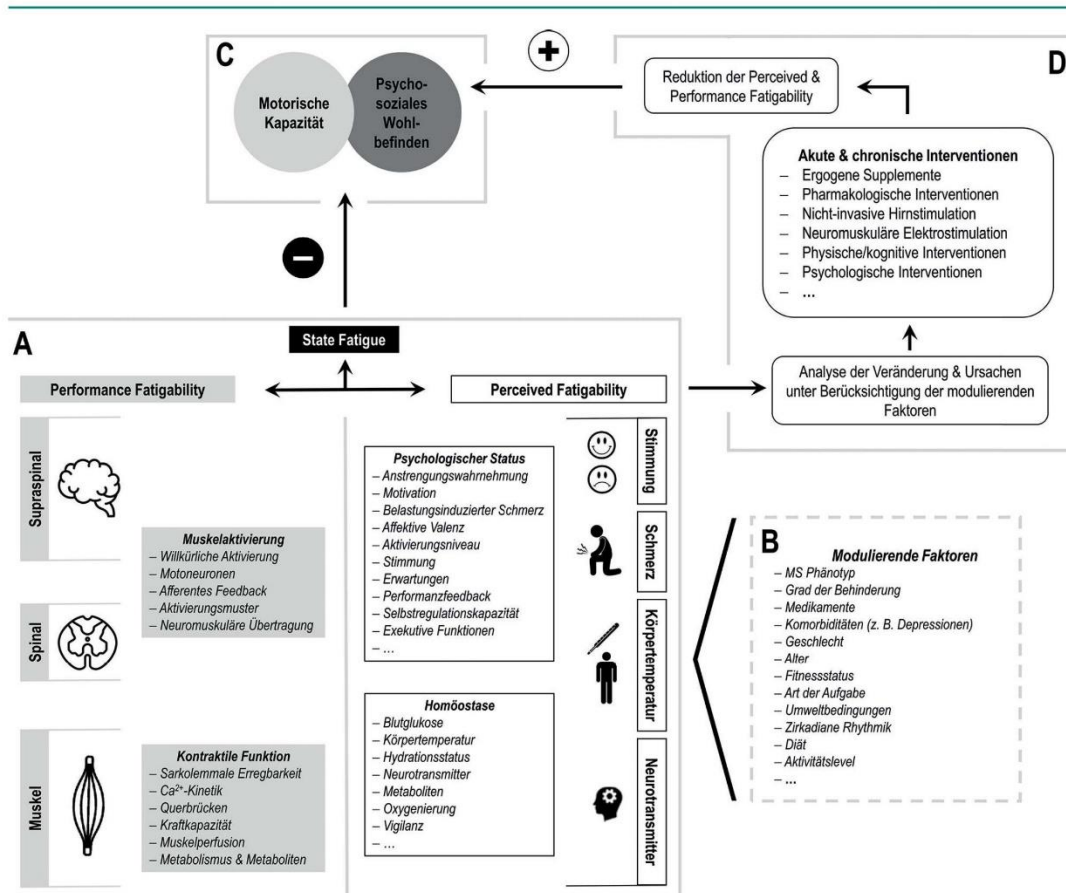 C
Motorische
Kapazität
Psycho-
soziales
Wohl-
befinden
+
D
Reduktion der Perceived &
Performance Fatigability
Akute & chronische Interventionen
– Ergogene Supplemente
– Pharmakologische Interventionen
– Nicht-invasive Hirnstimulation
– Neuromuskuläre Elektrostimulation
– Physische/kognitive Interventionen
– Psychologische Interventionen
– ...
Analyse der Veränderung & Ursachen
unter Berücksichtigung der modulierenden
Faktoren
–
A
State Fatigue
Performance Fatigability
Perceived Fatigability
Supraspinal
Spinal
Muskel
Muskelaktivierung
– Willkürliche Aktivierung
– Motoneuronen
– Afferentes Feedback
– Aktivierungsmuster
– Neuromuskuläre Übertragung
Kontraktile Funktion
– Sarkolemmale Erregbarkeit
– Ca²⁺-Kinetik
– Querbrücken
– Kraftkapazität
– Muskelperfusion
– Metabolismus & Metaboliten
Psychologischer Status
– Anstrengungswahrnehmung
– Motivation
– Belastungsinduzierter Schmerz
– Affektive Valenz
– Aktivierungsniveau
– Stimmung
– Erwartungen
– Performanzfeedback
– Selbstregulationskapazität
– Exekutive Funktionen
– ...
Homöostase
– Blutglukose
– Körpertemperatur
– Hydrationsstatus
– Neurotransmitter
– Metaboliten
– Oxygenierung
– Vigilanz
– ...
Stimmung
Schmerz
Körpertemperatur
Neurotransmitter
B
Modulierende Faktoren
– MS Phänotyp
– Grad der Behinderung
– Medikamente
– Komorbiditäten (z. B. Depressionen)
– Geschlecht
– Alter
– Fitnessstatus
– Art der Aufgabe
– Umweltbedingungen
– Zirkadiane Rhythmik
– Diät
– Aktivitätslevel
– ...